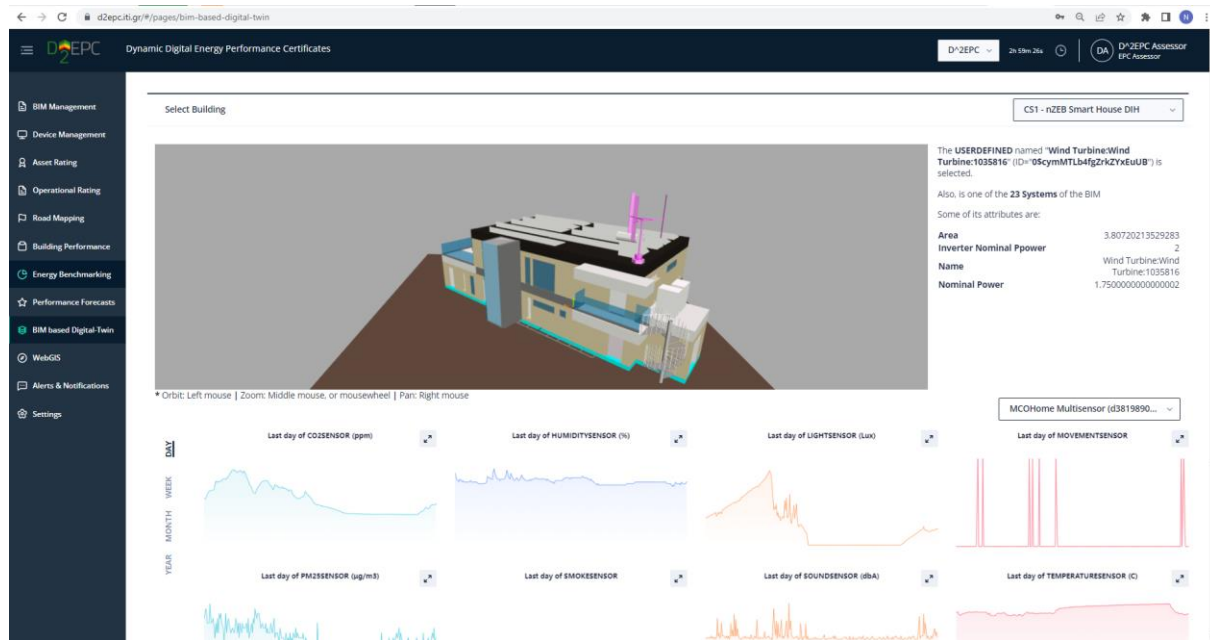 d2epc.iti.gr/#/pages/bim-based-digital-twin
N
D^2EPC
Dynamic Digital Energy Performance Certificates
D^2EPC
2h 59m 26s
DA
D^2EPC Assessor
EPC Assessor
BIM Management
Device Management
Asset Rating
Operational Rating
Road Mapping
Building Performance
Energy Benchmarking
Performance Forecasts
BIM based Digital-Twin
WebGIS
Alerts & Notifications
Settings
Select Building
CS1 - nZEB Smart House DIH
The USERDEFINED named "Wind Turbine:Wind
Turbine:1035816" (ID="0$cymMTLb4fgZrkZYxEuUB") is
selected.
Also, is one of the 23 Systems of the BIM
Some of its attributes are:
Area 3.80720213529283
Inverter Nominal Ppower 2
Name Wind Turbine:Wind
Turbine:1035816
Nominal Power 1.7500000000000002
* Orbit: Left mouse | Zoom: Middle mouse, or mousewheel | Pan: Right mouse
MCOHome Multisensor (d3819890...
DAY
WEEK
MONTH
YEAR
Last day of CO2SENSOR (ppm)
Last day of HUMIDITYSENSOR (%)
Last day of LIGHTSENSOR (Lux)
Last day of MOVEMENTSENSOR
Last day of PM25SENSOR (µg/m3)
Last day of SMOKESENSOR
Last day of SOUNDSENSOR (dbA)
Last day of TEMPERATURESENSOR (C)